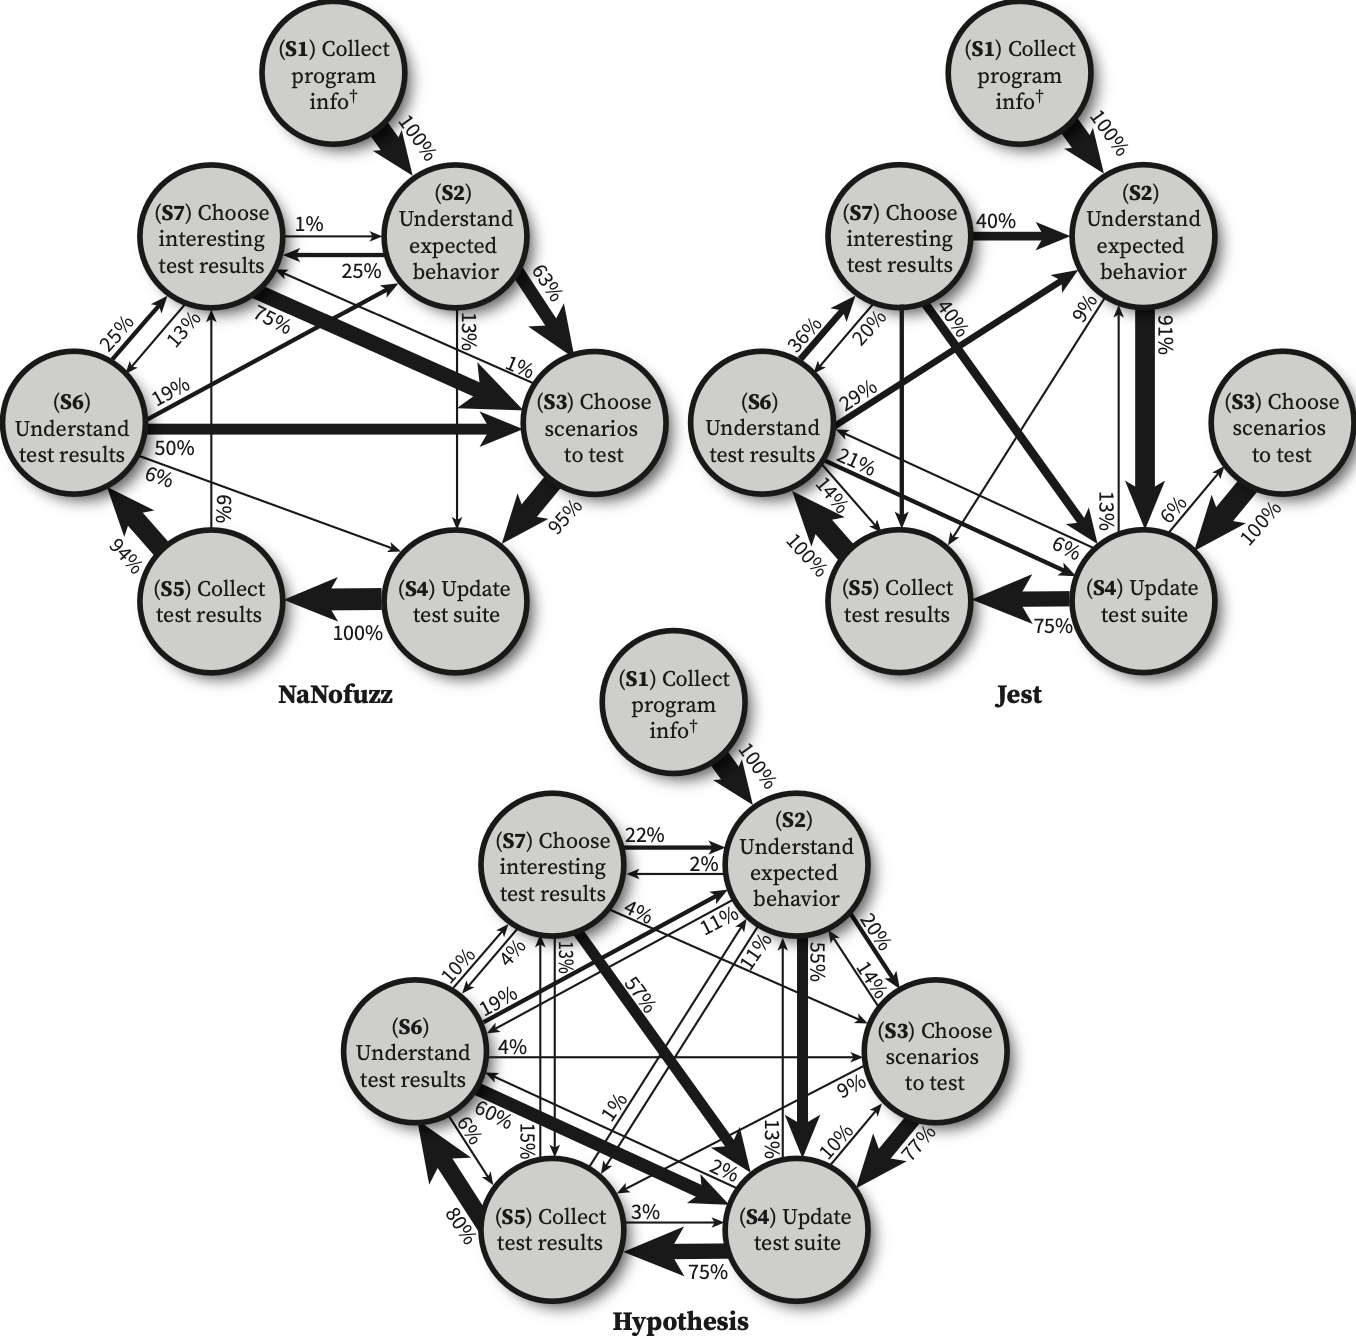 (S1) Collect
program
info†
100%
(S7) Choose
interesting
test results
1%
25%
(S2)
Understand
expected
behavior
63%
75%
13%
25%
13%
1%
19%
(S6)
Understand
test results
50%
6%
(S3) Choose
scenarios
to test
95%
94%
6%
(S5) Collect
test results
100%
(S4) Update
test suite
NaNofuzz
(S1) Collect
program
info†
100%
(S7) Choose
interesting
test results
40%
(S2)
Understand
expected
behavior
36%
20%
40%
9%
91%
29%
(S6)
Understand
test results
21%
14%
(S3) Choose
scenarios
to test
6%
100%
13%
6%
100%
(S5) Collect
test results
75%
(S4) Update
test suite
Jest
(S1) Collect
program
info†
100%
(S7) Choose
interesting
test results
22%
2%
(S2)
Understand
expected
behavior
4%
11%
20%
10%
4%
13%
11%
55%
14%
19%
57%
(S6)
Understand
test results
4%
(S3) Choose
scenarios
to test
9%
60%
6%
15%
1%
13%
10%
77%
2%
80%
(S5) Collect
test results
3%
75%
(S4) Update
test suite
Hypothesis